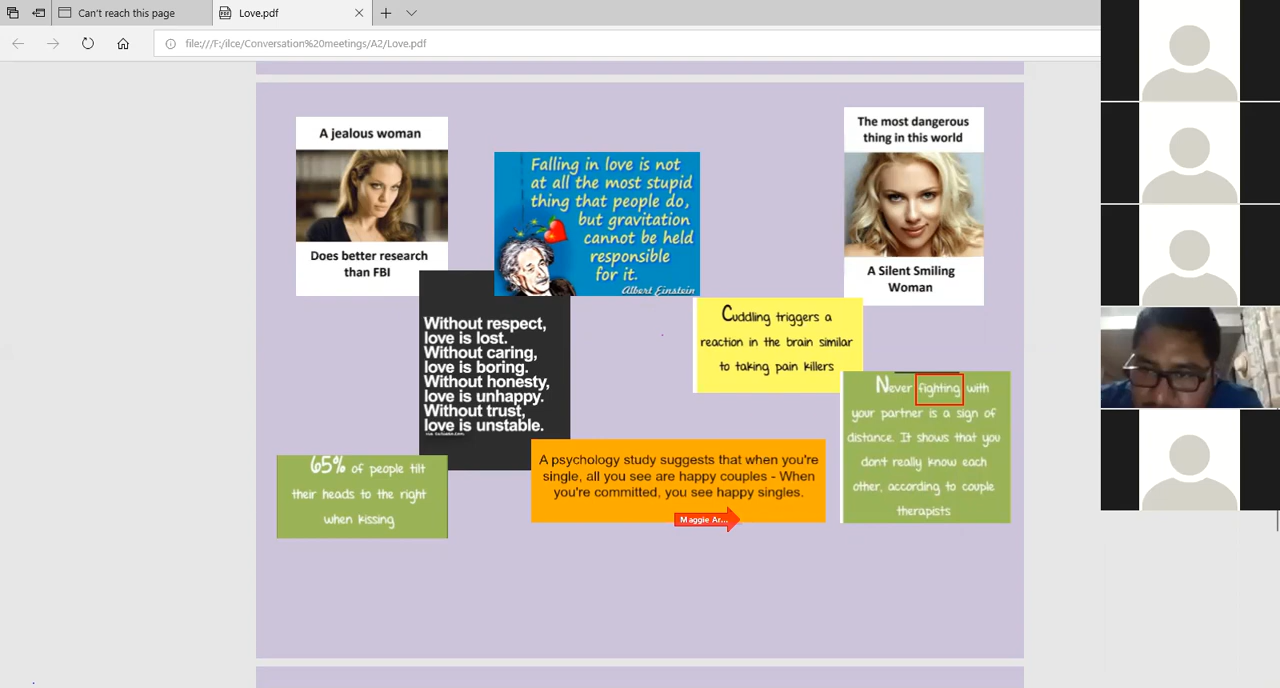 Can't reach this page
Love.pdf
file:///F:/ilce/Conversation%20meetings/A2/Love.pdf
A jealous woman
Does better research
than FBI
Falling in love is not
at all the most stupid
thing that people do,
but gravitation
cannot be held
responsible
for it.
Albert Einstein
The most dangerous
thing in this world
A Silent Smiling
Woman
Without respect,
love is lost.
Without caring,
love is boring.
Without honesty,
love is unhappy.
Without trust,
love is unstable.
Cuddling triggers a
reaction in the brain similar
to taking pain killers
Never fighting with
your partner is a sign of
distance. It shows that you
don't really know each
other, according to couple
therapists
65% of people tilt
their heads to the right
when kissing
A psychology study suggests that when you're
single, all you see are happy couples - When
you're committed, you see happy singles.
Maggie Ar...